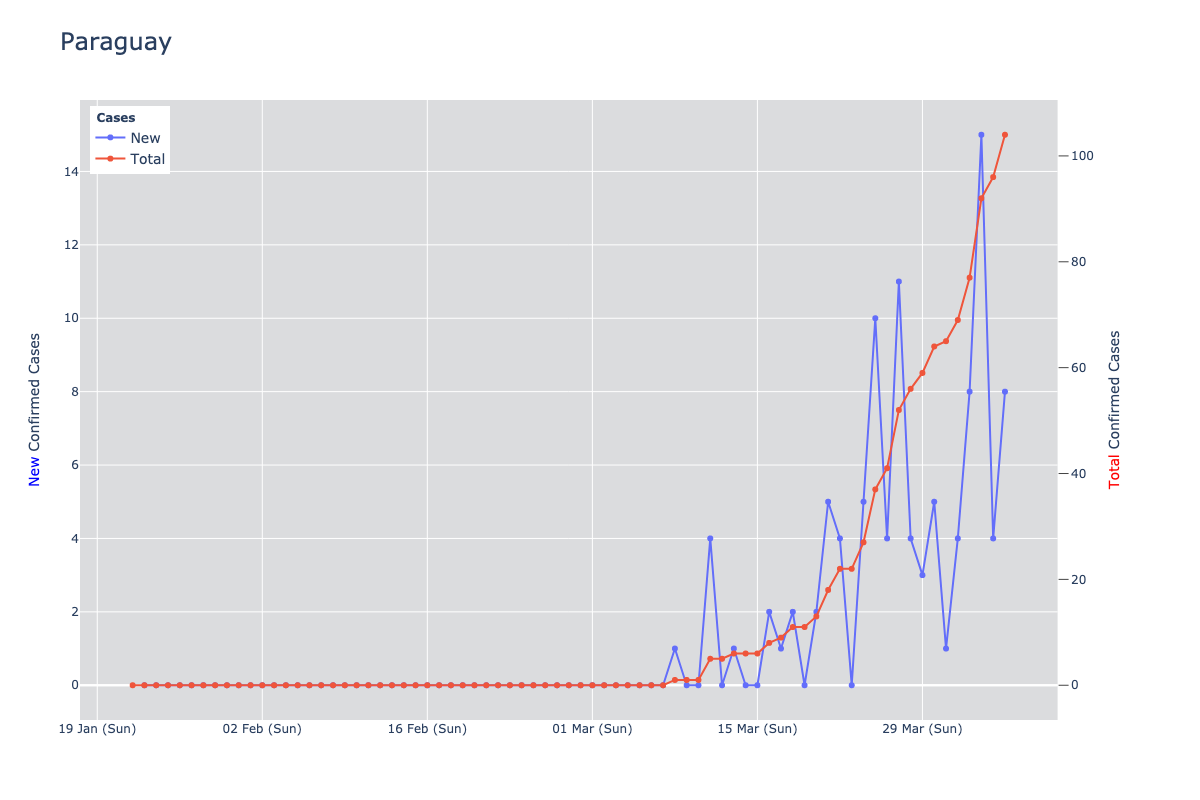 Paraguay
Cases
New
Total
14
12
10
8
6
4
2
0
100
80
60
40
20
0
New Confirmed Cases
Total Confirmed Cases
19 Jan (Sun)
02 Feb (Sun)
16 Feb (Sun)
01 Mar (Sun)
15 Mar (Sun)
29 Mar (Sun)